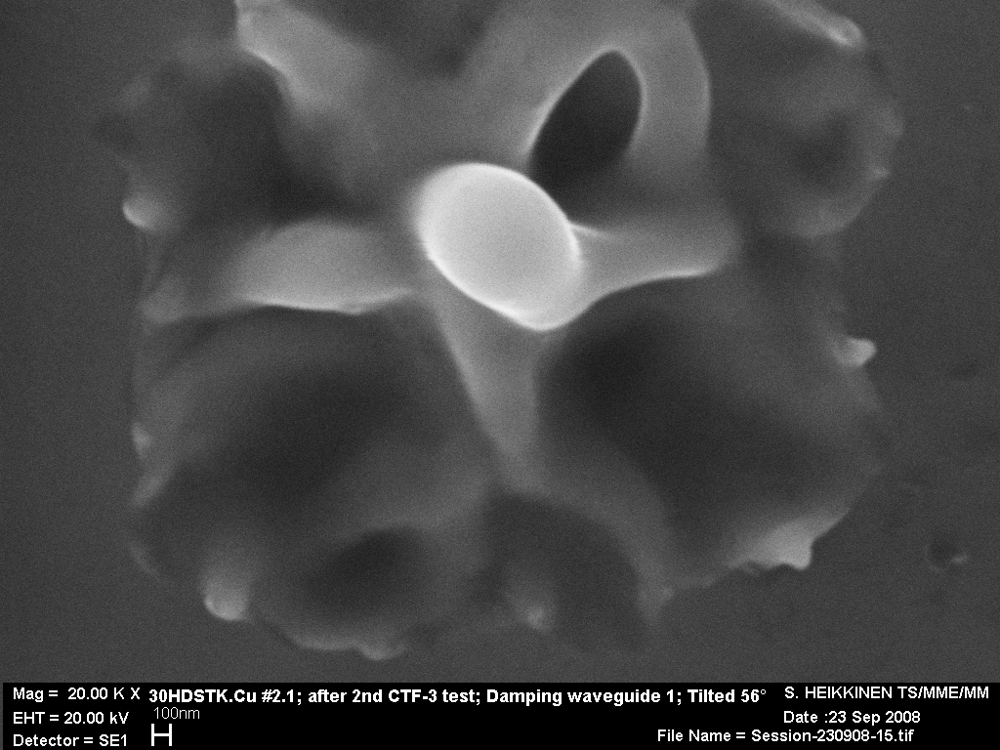 Mag = 20.00 K X 30HDSTK.Cu #2.1; after 2nd CTF-3 test; Damping waveguide 1; Tilted 56° S. HEIKKINEN TS/MME/MM
EHT = 20.00 kV 100nm Date :23 Sep 2008
Detector = SE1 File Name = Session-230908-15.tif